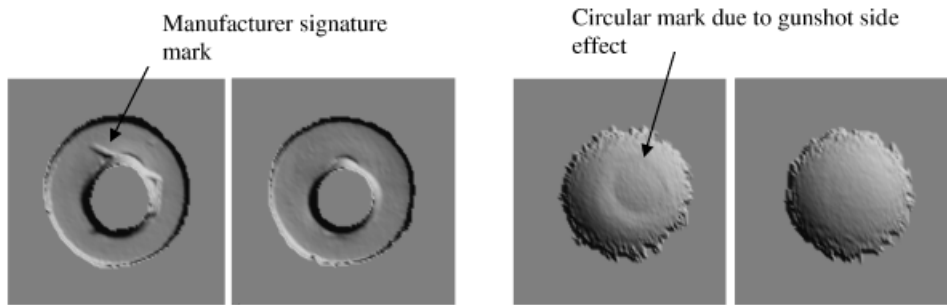 Manufacturer signature
mark
Circular mark due to gunshot side
effect